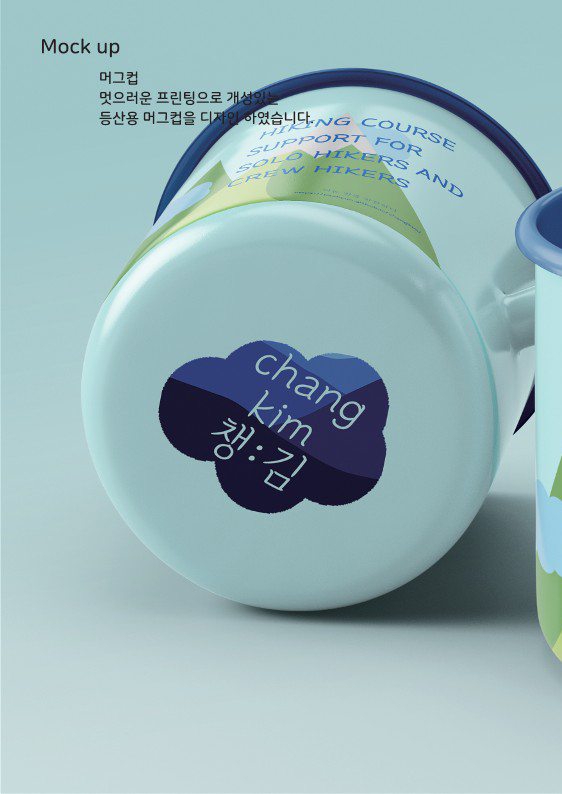 Mock up
머그컵
멋으러운 프린팅으로 개성있는
등산용 머그컵을 디자인 하였습니다.
HIKING COURSE
SUPPORT FOR
SOLO HIKERS AND
CREW HIKERS
chang
kim
챙:김